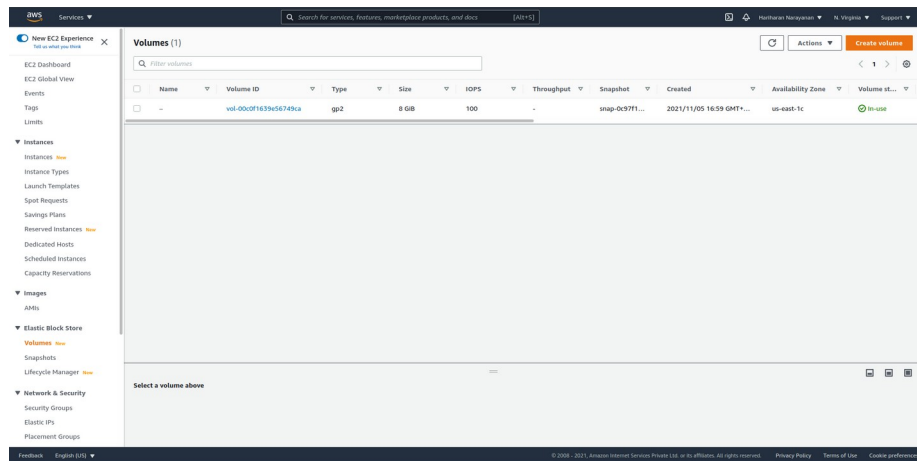 aws Services ▼ Search for services, features, marketplace products, and docs [Alt+S] Hariharan Narayanan ▼ N. Virginia ▼ Support ▼
New EC2 Experience
Tell us what you think
EC2 Dashboard
EC2 Global View
Events
Tags
Limits
Instances
Instances New
Instance Types
Launch Templates
Spot Requests
Savings Plans
Reserved Instances New
Dedicated Hosts
Scheduled Instances
Capacity Reservations
Images
AMIs
Elastic Block Store
Volumes New
Snapshots
Lifecycle Manager New
Network & Security
Security Groups
Elastic IPs
Placement Groups
Volumes (1)
Actions ▼ Create volume
Filter volumes
1
Name Volume ID Type Size IOPS Throughput Snapshot Created Availability Zone Volume st...
– vol-00c0f1639e56749ca gp2 8 GiB 100 - snap-0c97f1... 2021/11/05 16:59 GMT+... us-east-1c In-use
Select a volume above
Feedback English (US) ▼ © 2008 - 2021, Amazon Internet Services Private Ltd. or its affiliates. All rights reserved. Privacy Policy Terms of Use Cookie preference